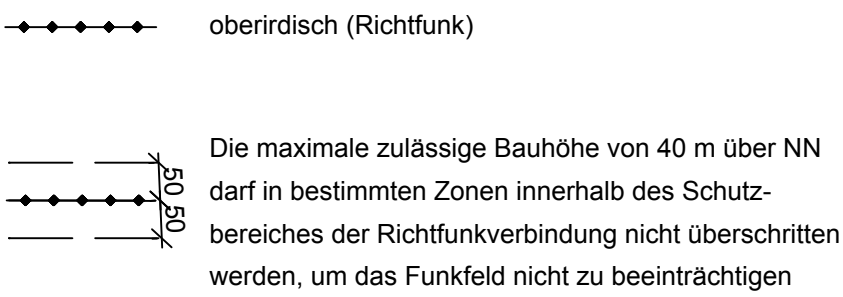 oberirdisch (Richtfunk)
50 50
Die maximale zulässige Bauhöhe von 40 m über NN
darf in bestimmten Zonen innerhalb des Schutz-
bereiches der Richtfunkverbindung nicht überschritten
werden, um das Funkfeld nicht zu beeinträchtigen